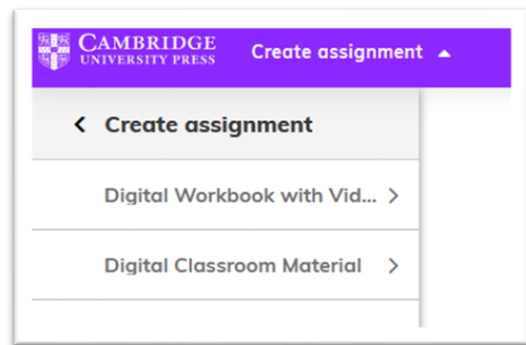 CAMBRIDGE
UNIVERSITY PRESS
Create assignment
Create assignment
Digital Workbook with Vid...
Digital Classroom Material